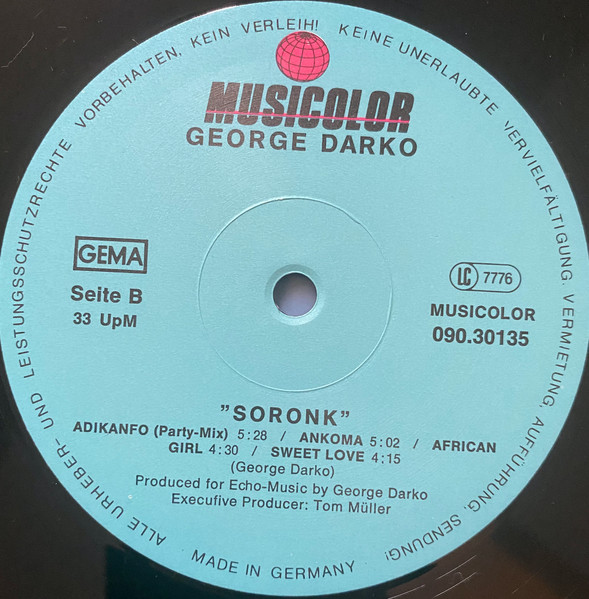 ALLE URHEBER- UND LEISTUNGSSCHUTZRECHTE VORBEHALTEN, KEIN VERLEIH! KEINE UNERLAUBTE VERVIELFÄLTIGUNG, VERMIETUNG, AUFFÜHRUNG, SENDUNG!
MUSICOLOR
GEORGE DARKO
GEMA
Seite B
33 UpM
LC 7776
MUSICOLOR
090.30135
”SORONK”
ADIKANFO (Party-Mix) 5:28 / ANKOMA 5:02 / AFRICAN
GIRL 4:30 / SWEET LOVE 4:15
(George Darko)
Produced for Echo-Music by George Darko
Execufive Producer: Tom Müller
MADE IN GERMANY